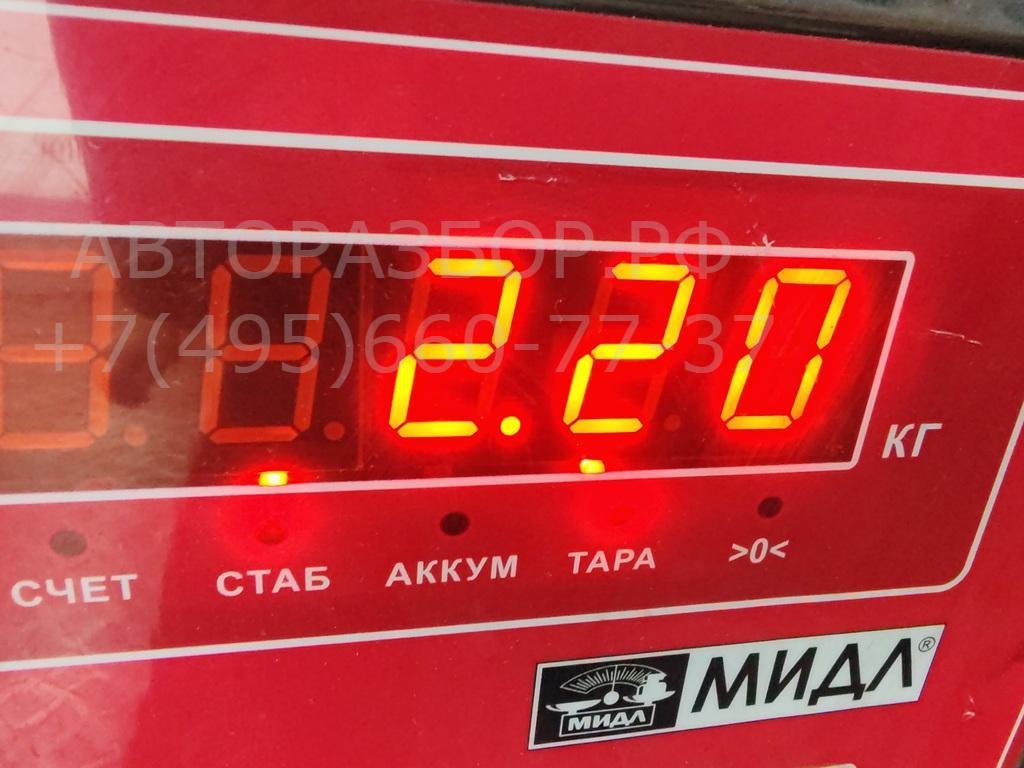 АВТОРАЗБОР.РФ
+7(495)660-77-37
2.20
КГ
СЧЕТ СТАБ АККУМ ТАРА >0<
МИДЛ МИДЛ®